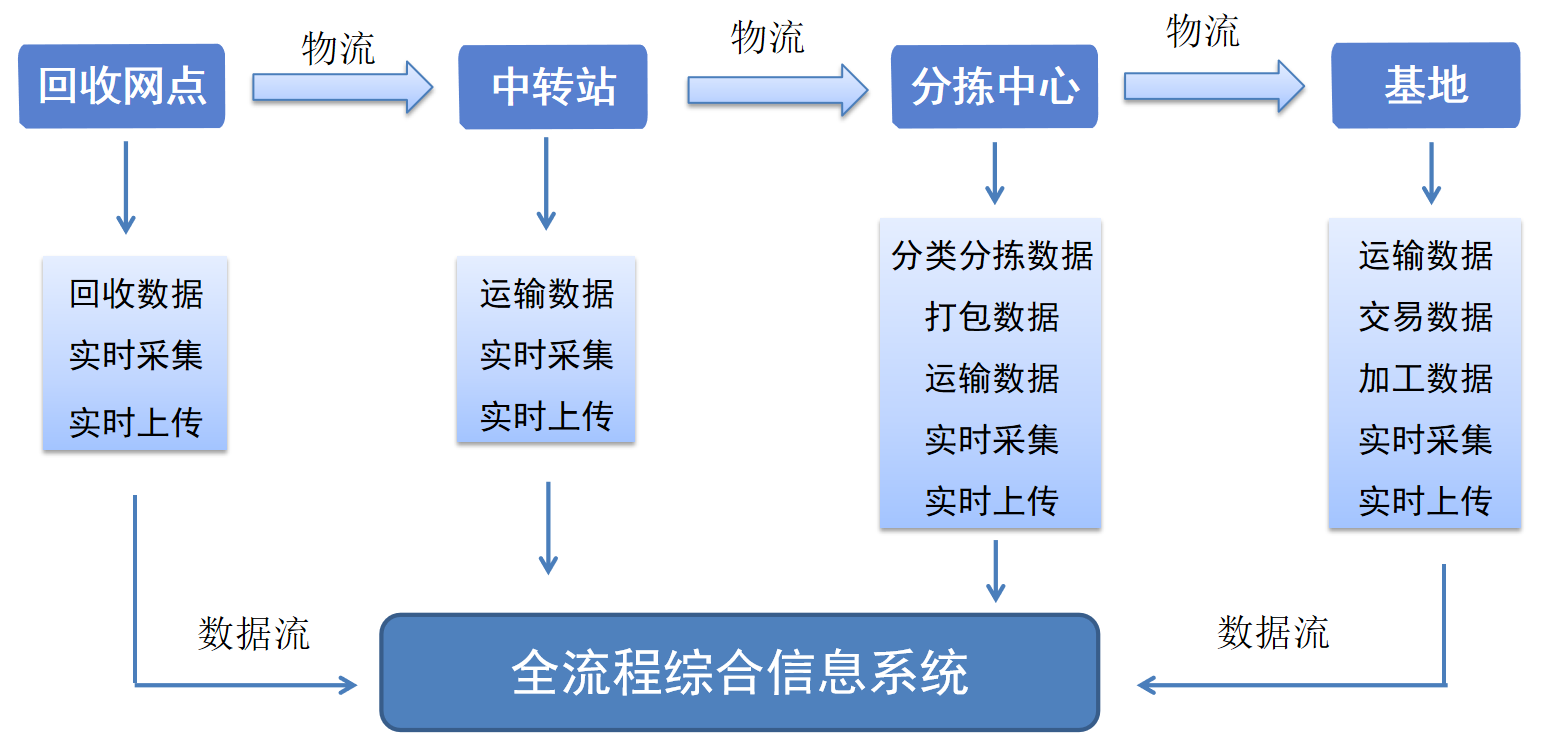 物流
物流
物流
回收网点
中转站
分拣中心
基地
回收数据
实时采集
实时上传
运输数据
实时采集
实时上传
分类分拣数据
打包数据
运输数据
实时采集
实时上传
运输数据
交易数据
加工数据
实时采集
实时上传
数据流
数据流
全流程综合信息系统